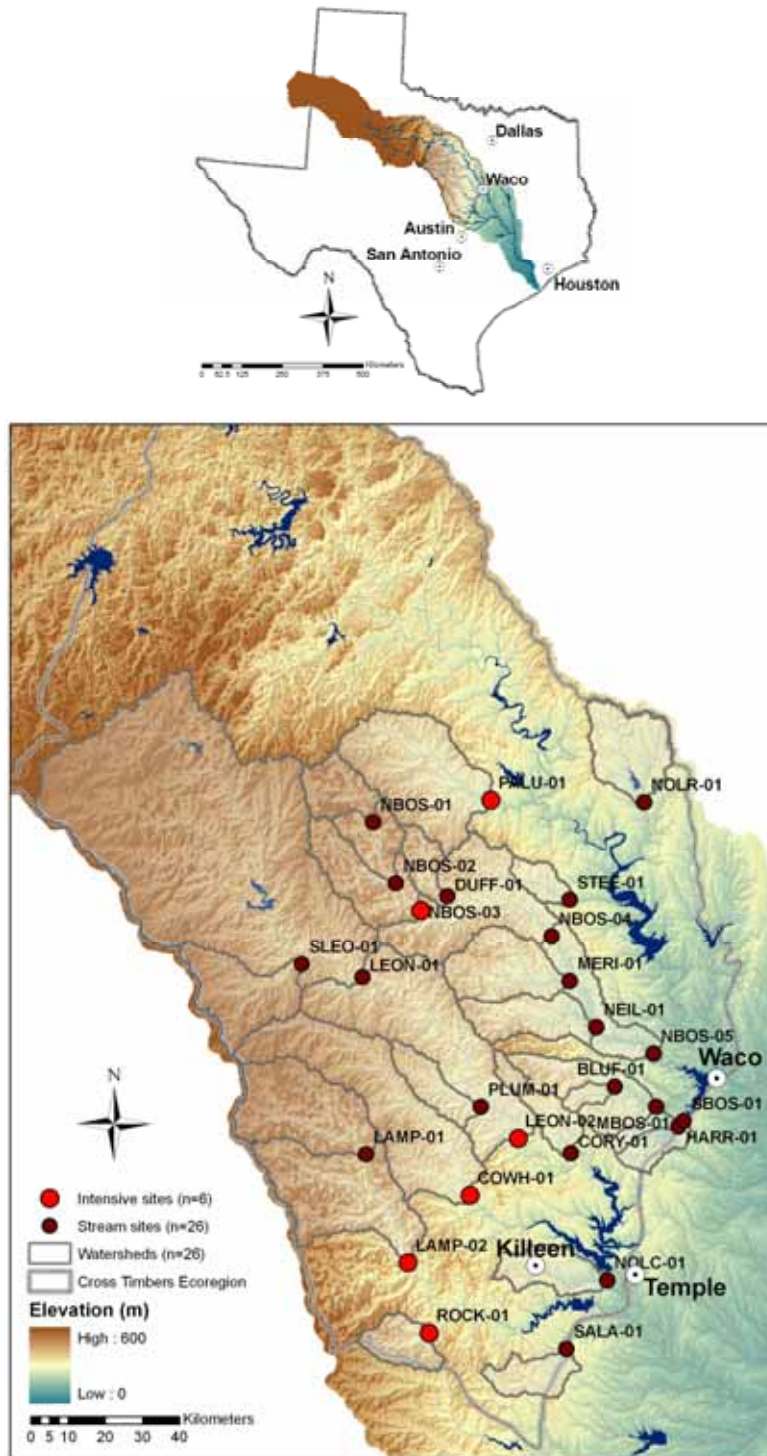 Dallas
Waco
Austin
San Antonio
Houston
N
Kilometers
0 62.5 125 250 375 500
PALU-01
NOLR-01
NBOS-01
NBOS-02
DUFF-01
STEE-01
NBOS-03
NBOS-04
SLEO-01
LEON-01
MERI-01
NEIL-01
NBOS-05
Waco
BLUF-01
N
PLUM-01
SBOS-01
LEON-02
MBOS-01
HARR-01
LAMP-01
CORY-01
COWH-01
Intensive sites (n=6)
Stream sites (n=26)
LAMP-02
Killeen
Watersheds (n=26)
NOLC-01
Cross Timbers Ecoregion
Temple
Elevation (m)
ROCK-01
High : 600
SALA-01
Low : 0
Kilometers
0 5 10 20 30 40